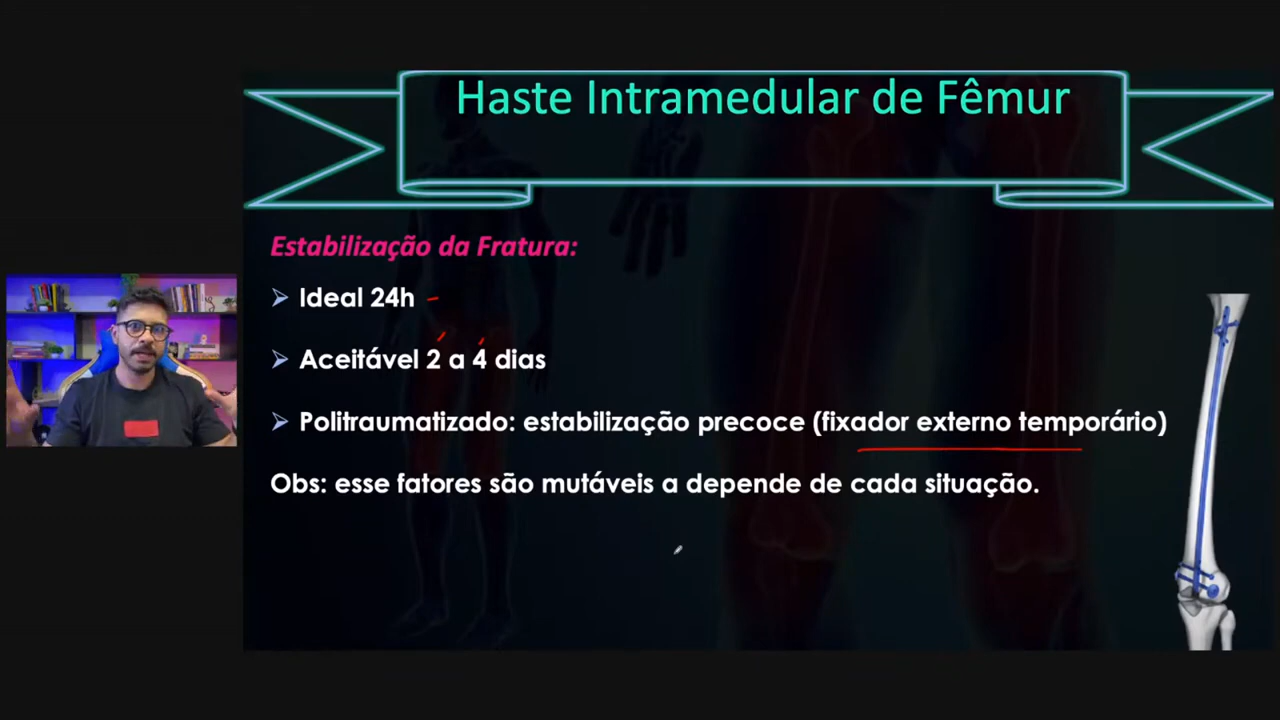 Haste Intramedular de Fêmur
Estabilização da Fratura:
Ideal 24h
Aceitável 2 a 4 dias
Politraumatizado: estabilização precoce (fixador externo temporário)
Obs: esse fatores são mutáveis a depende de cada situação.